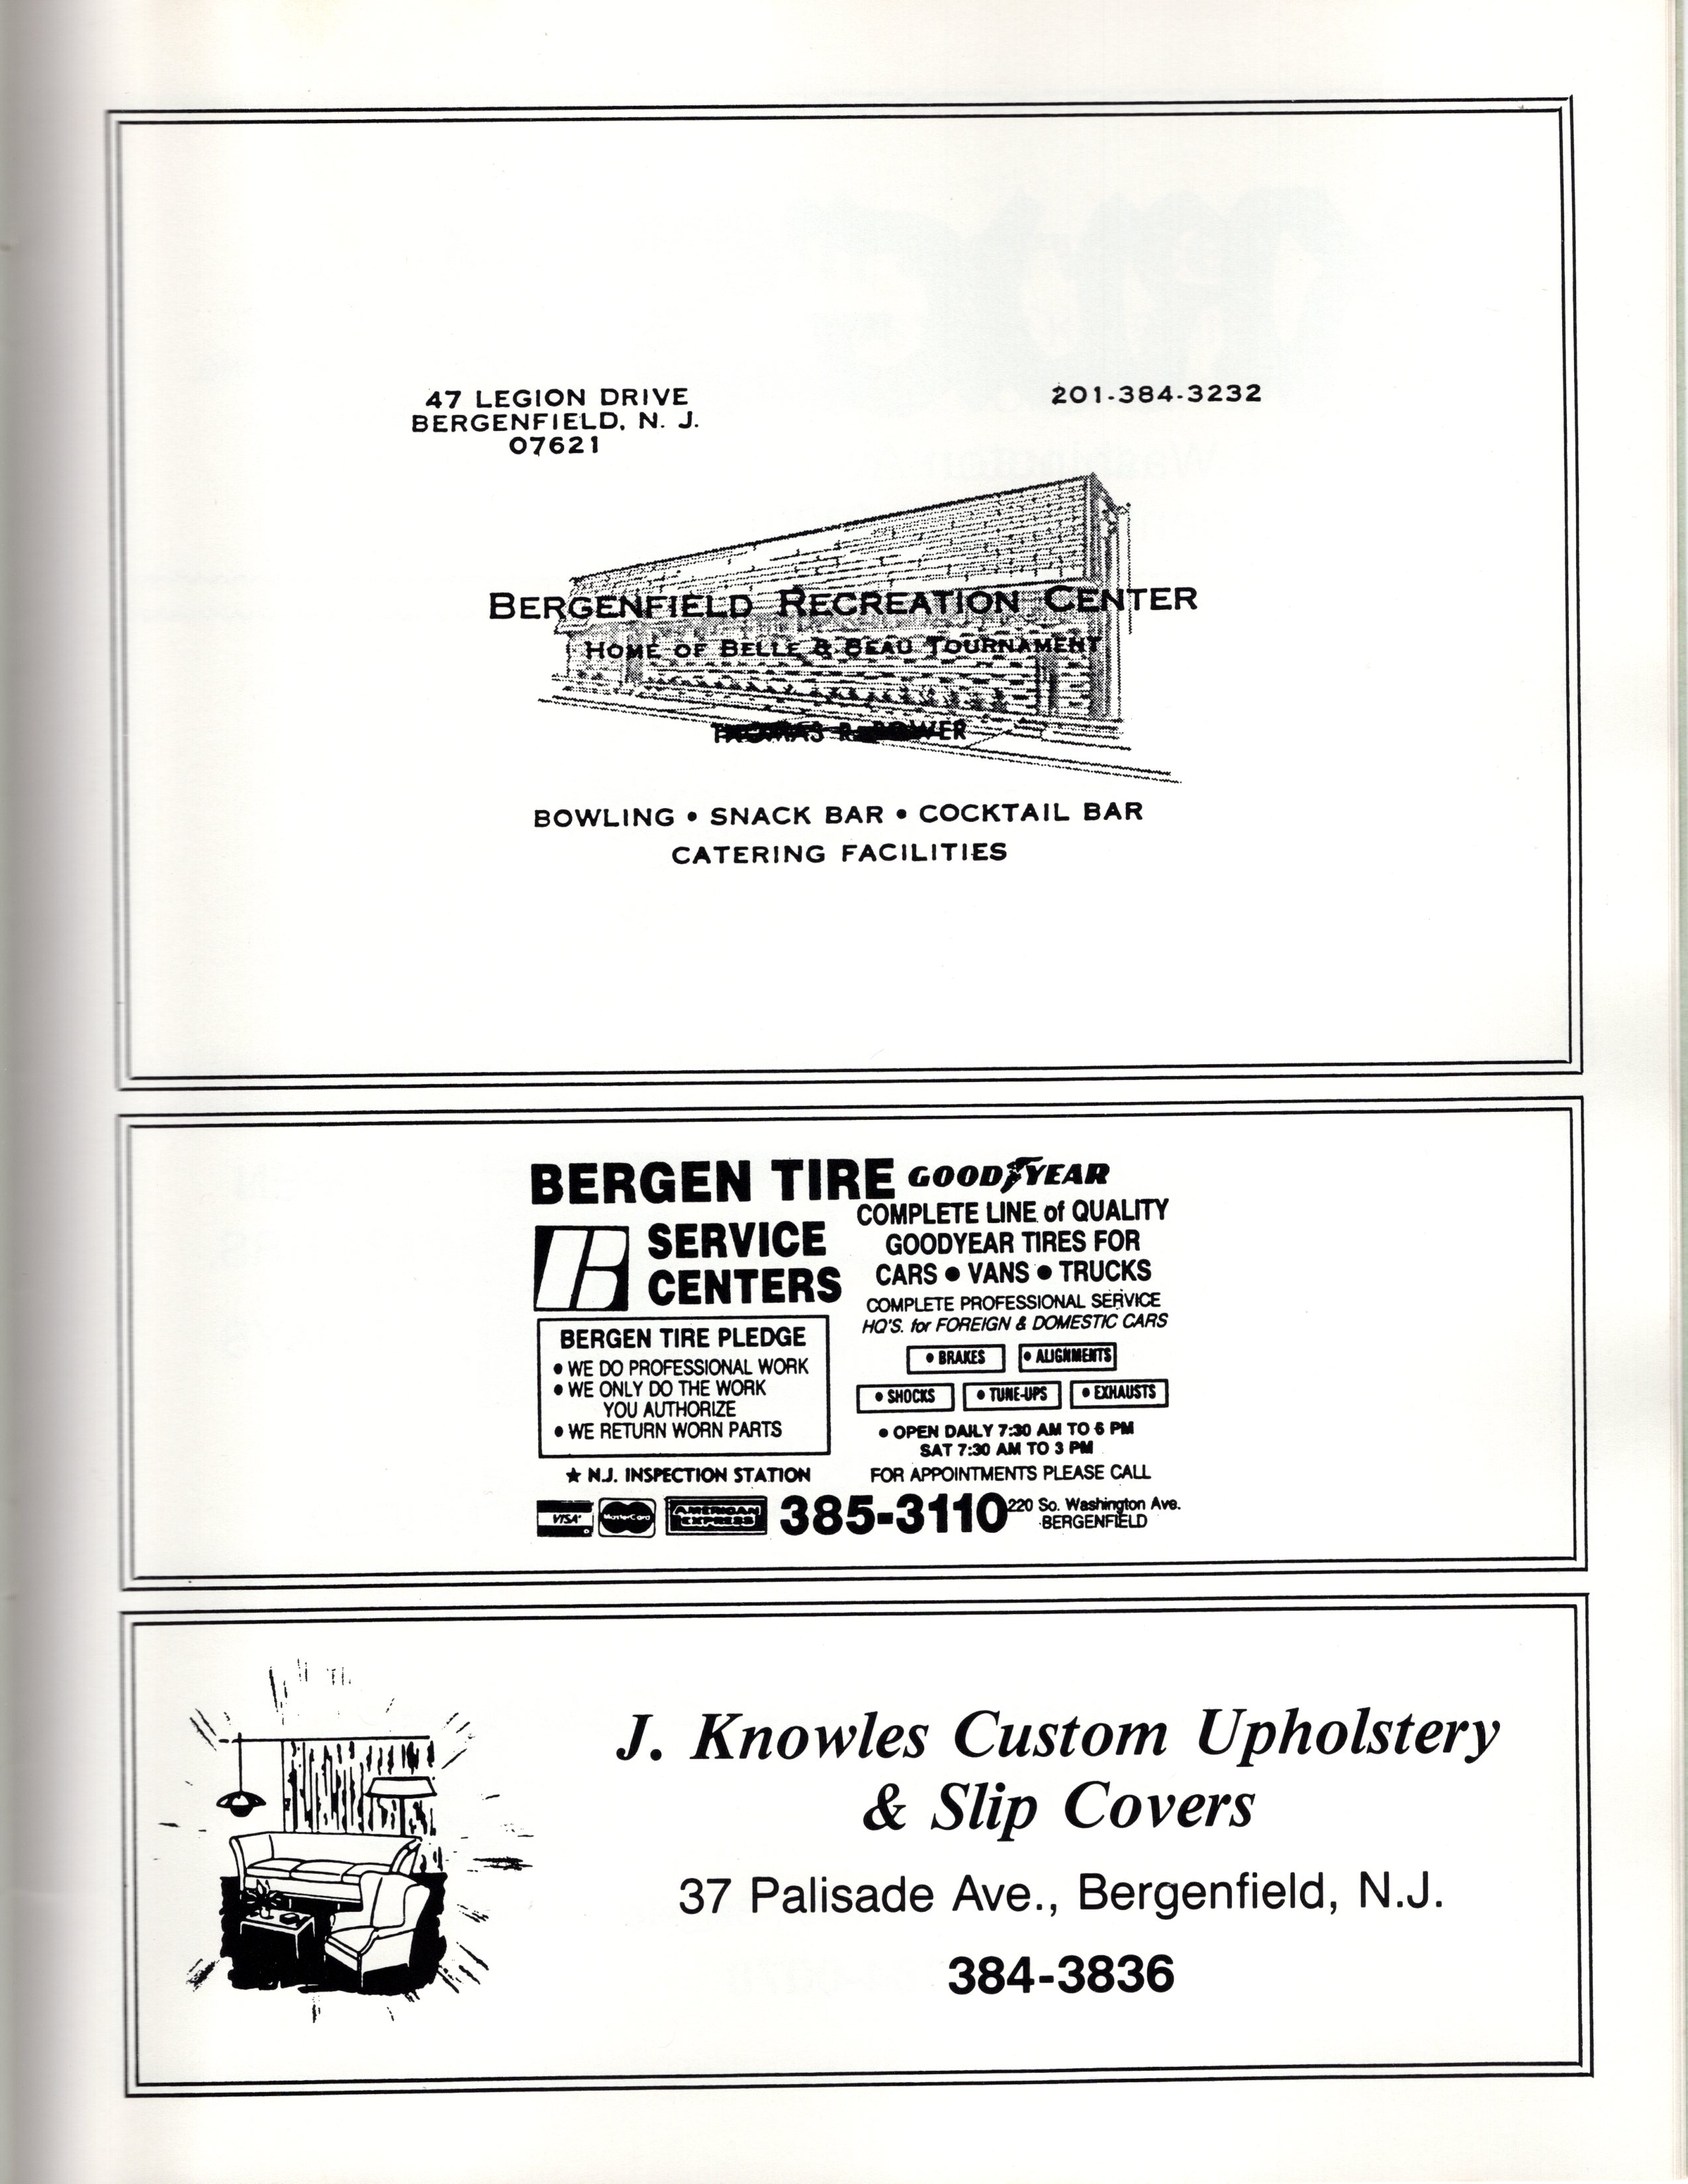 47 LEGION DRIVE
BERGENFIELD, N. J.
07621
201-384-3232
BERGENFIELD RECREATION CENTER
HOME OF BELLE & BEAU TOURNAMENT
THOMAS R.
BOWLING • SNACK BAR • COCKTAIL BAR
CATERING FACILITIES
BERGEN TIRE
SERVICE
CENTERS
BERGEN TIRE PLEDGE
• WE DO PROFESSIONAL WORK
• WE ONLY DO THE WORK
YOU AUTHORIZE
• WE RETURN WORN PARTS
★ N.J. INSPECTION STATION
GOODYEAR
COMPLETE LINE of QUALITY
GOODYEAR TIRES FOR
CARS • VANS • TRUCKS
COMPLETE PROFESSIONAL SERVICE
HQ'S. for FOREIGN & DOMESTIC CARS
• BRAKES • ALIGNMENTS
• SHOCKS • TUNE-UPS • EXHAUSTS
• OPEN DAILY 7:30 AM TO 6 PM
SAT 7:30 AM TO 3 PM
FOR APPOINTMENTS PLEASE CALL
VISA MasterCard AMERICAN EXPRESS
385-3110
220 So. Washington Ave.
BERGENFIELD
J. Knowles Custom Upholstery
& Slip Covers
37 Palisade Ave., Bergenfield, N.J.
384-3836